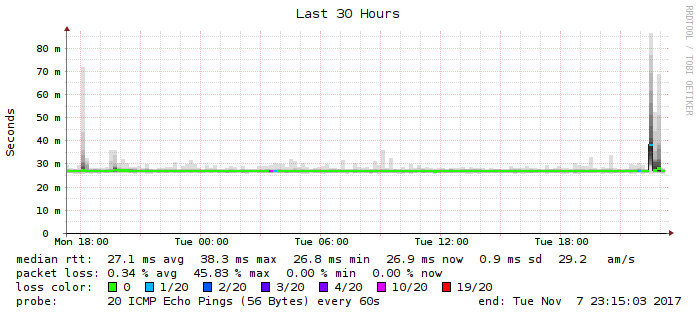 Last 30 Hours
RRDTOOL / TOBI OETIKER
Seconds
80 m
70 m
60 m
50 m
40 m
30 m
20 m
10 m
0
Mon 18:00 Tue 00:00 Tue 06:00 Tue 12:00 Tue 18:00
median rtt: 27.1 ms avg 38.3 ms max 26.8 ms min 26.9 ms now 0.9 ms sd 29.2 am/s
packet loss: 0.34 % avg 45.83 % max 0.00 % min 0.00 % now
loss color: 0 1/20 2/20 3/20 4/20 10/20 19/20
probe: 20 ICMP Echo Pings (56 Bytes) every 60s end: Tue Nov 7 23:15:03 2017